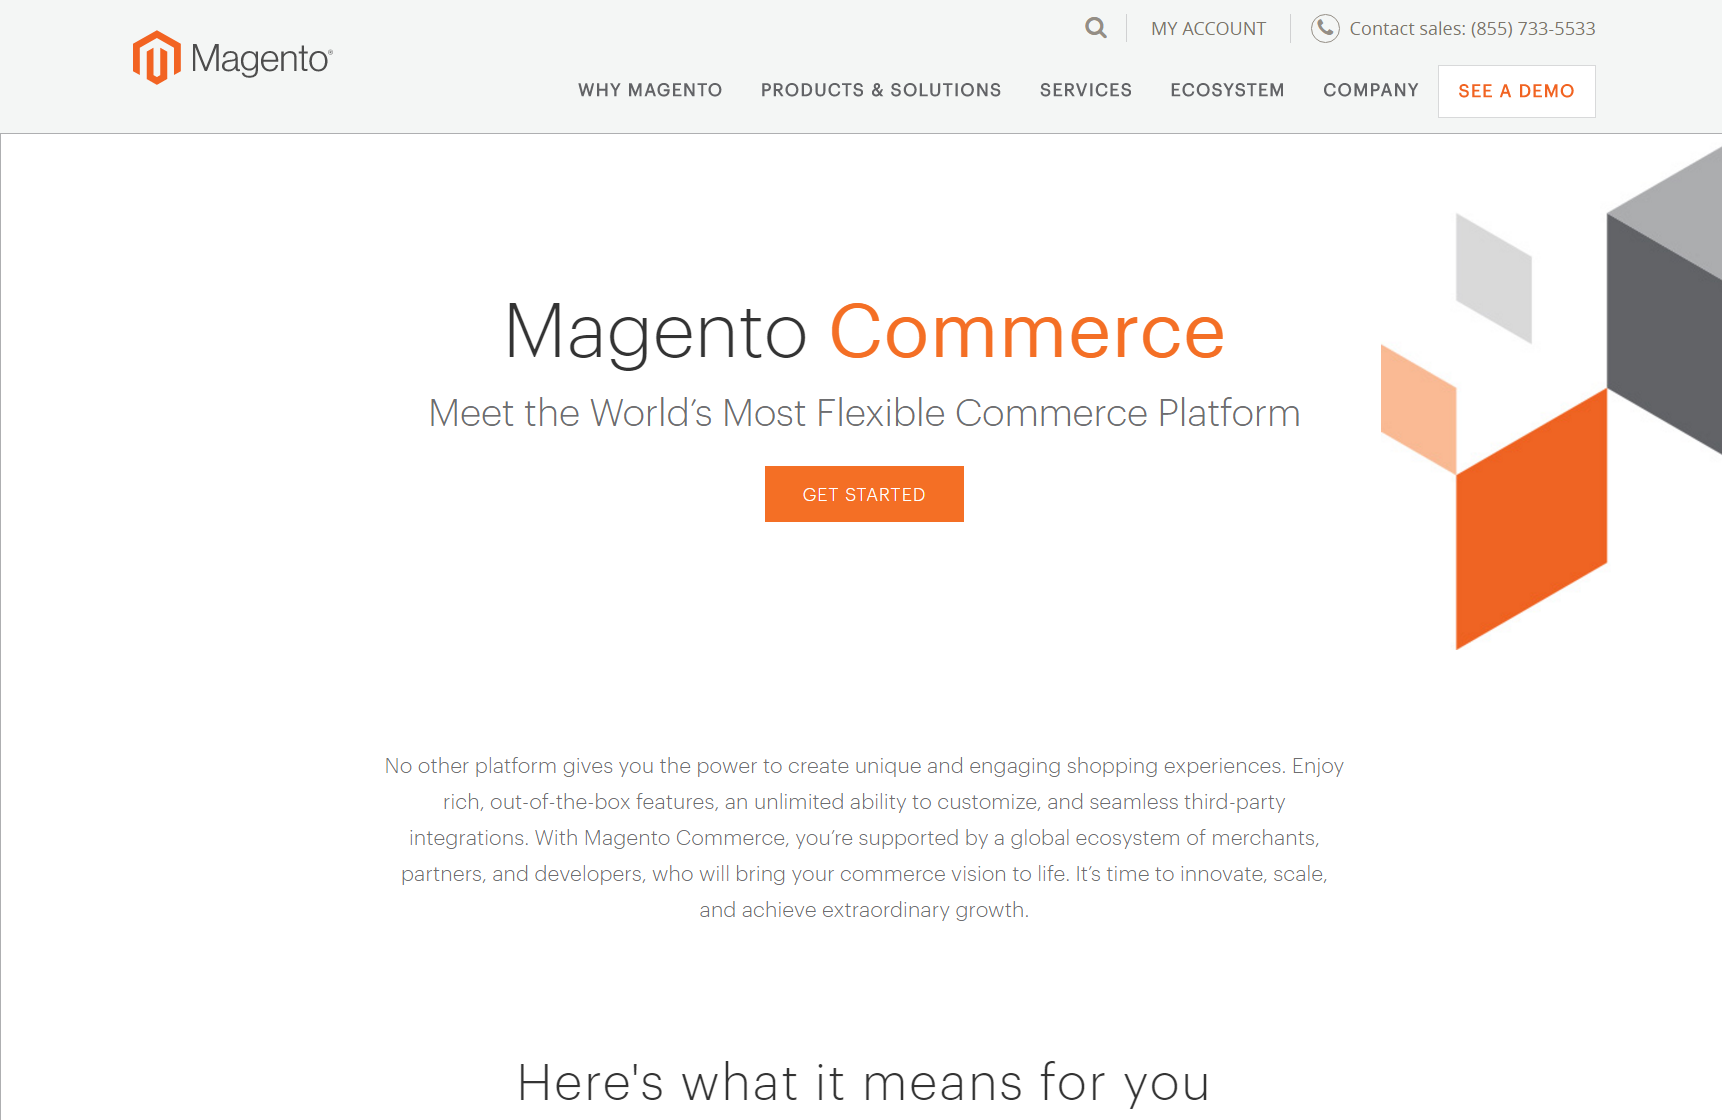 MY ACCOUNT
Contact sales: (855) 733-5533
Magento®
WHY MAGENTO
PRODUCTS & SOLUTIONS
SERVICES
ECOSYSTEM
COMPANY
SEE A DEMO
Magento Commerce
Meet the World’s Most Flexible Commerce Platform
GET STARTED
No other platform gives you the power to create unique and engaging shopping experiences. Enjoy
rich, out-of-the-box features, an unlimited ability to customize, and seamless third-party
integrations. With Magento Commerce, you’re supported by a global ecosystem of merchants,
partners, and developers, who will bring your commerce vision to life. It’s time to innovate, scale,
and achieve extraordinary growth.
Here's what it means for you